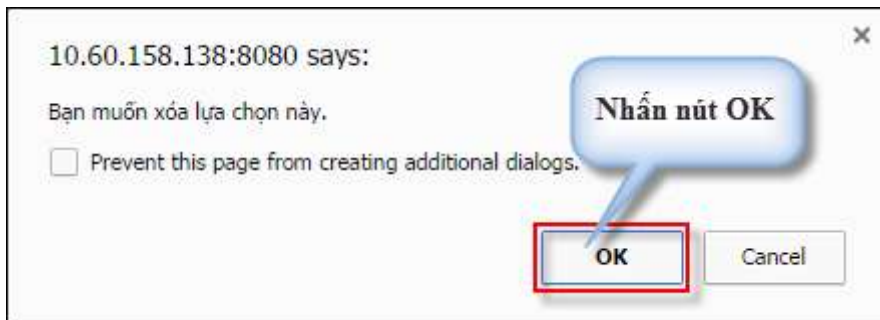 10.60.158.138:8080 says:
Bạn muốn xóa lựa chọn này.
Nhấn nút OK
Prevent this page from creating additional dialogs.
OK
Cancel